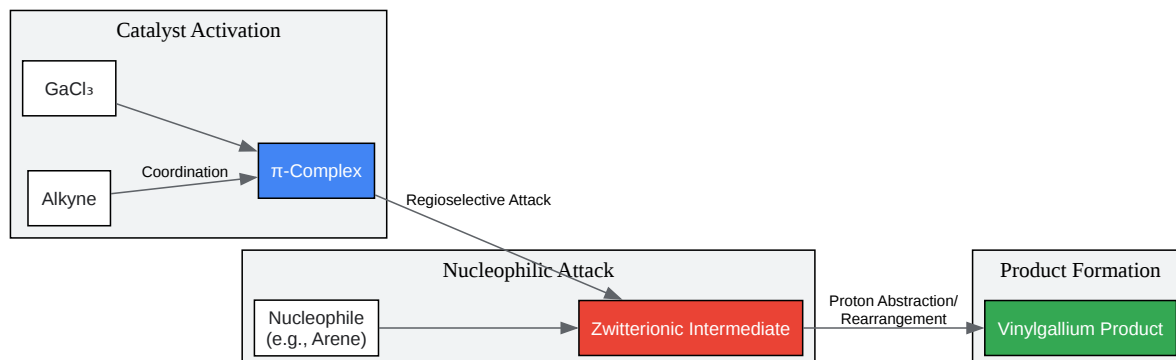 Catalyst Activation
GaCl₃
Coordination
π-Complex
Alkyne
Regioselective Attack
Nucleophilic Attack
Nucleophile
(e.g., Arene)
Zwitterionic Intermediate
Proton Abstraction/
Rearrangement
Product Formation
Vinylgallium Product